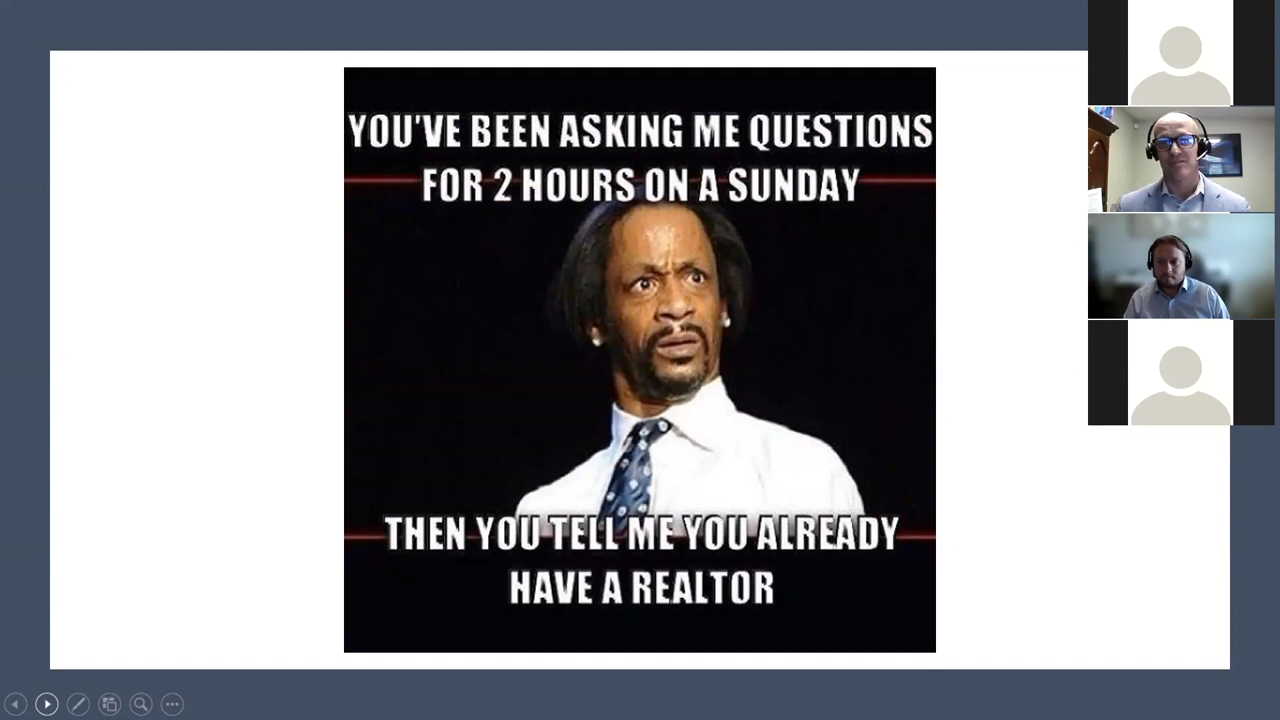 YOU'VE BEEN ASKING ME QUESTIONS
FOR 2 HOURS ON A SUNDAY
THEN YOU TELL ME YOU ALREADY
HAVE A REALTOR